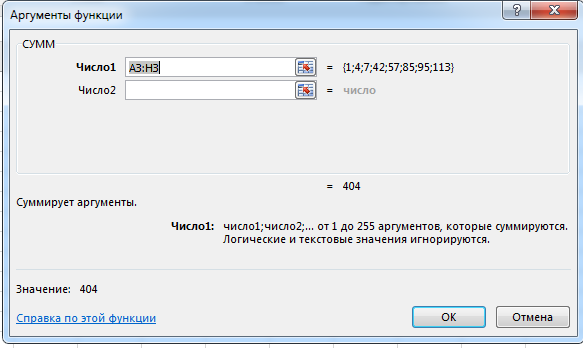 Аргументы функции
СУММ
Число1 A3:H3 = {1;4;7;42;57;85;95;113}
Число2 = число
= 404
Суммирует аргументы.
Число1: число1;число2;... от 1 до 255 аргументов, которые суммируются.
Логические и текстовые значения игнорируются.
Значение: 404
Справка по этой функции
ОК
Отмена